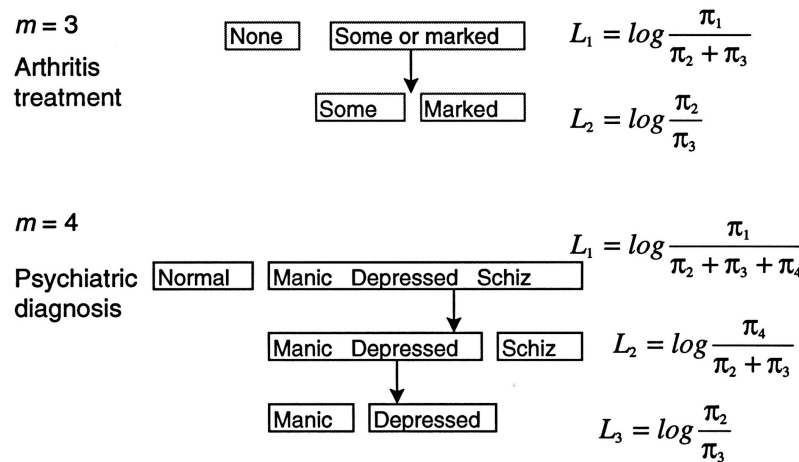 m = 3
Arthritis
treatment
None
Some or marked
L₁ = log π₁ / (π₂ + π₃)
Some
Marked
L₂ = log π₂ / π₃
m = 4
Psychiatric
diagnosis
Normal
Manic Depressed Schiz
L₁ = log π₁ / (π₂ + π₃ + π₄)
Manic Depressed
Schiz
L₂ = log π₄ / (π₂ + π₃)
Manic
Depressed
L₃ = log π₂ / π₃